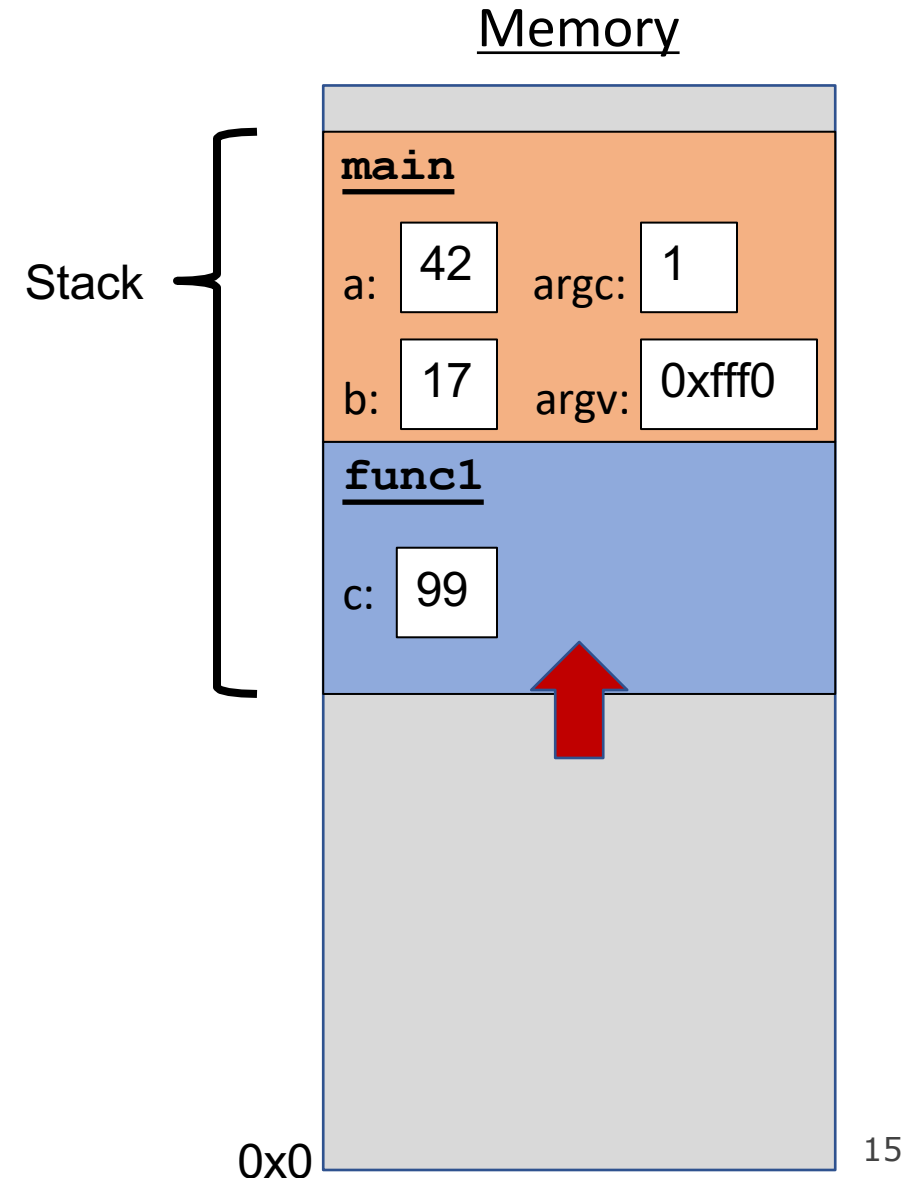 Memory
main
Stack
a: 42 argc: 1
b: 17 argv: 0xfff0
func1
c: 99
0x0
15